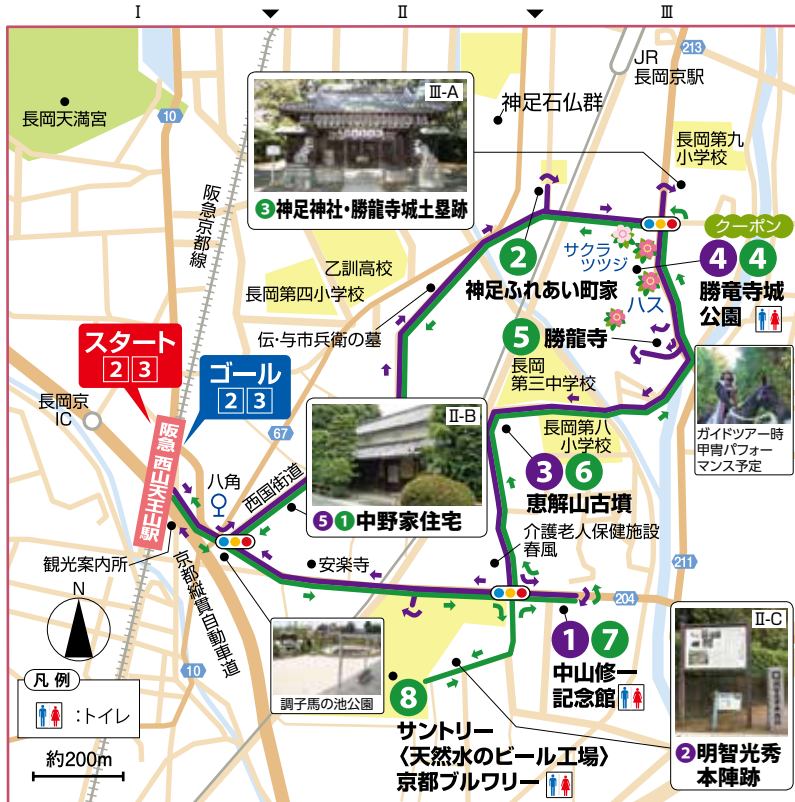 I
II
III
213
JR
長岡京駅
III-A
長岡天満宮
10
神足石仏群
長岡第九
小学校
③神足神社・勝龍寺城土塁跡
阪急京都線
クーポン
2
神足ふれあい町家
サクラ
ツツジ
4 4
勝竜寺城
公園
ハス
乙訓高校
長岡第四小学校
伝・与市兵衛の墓
5 勝龍寺
長岡
第三中学校
スタート
2 3
ゴール
2 3
ガイドツアー時
甲冑パフォー
マンス予定
長岡京
IC
67
II-B
長岡第八
小学校
3 6
恵解山古墳
阪急 西山天王山駅
八角
西国街道
⑤①中野家住宅
介護老人保健施設
春風
観光案内所
安楽寺
211
204
N
京都縦貫自動車道
1 7
中山修一
記念館
II-C
10
調子馬の池公園
凡例
：トイレ
8
サントリー
〈天然水のビール工場〉
京都ブルワリー
②明智光秀
本陣跡
約200m